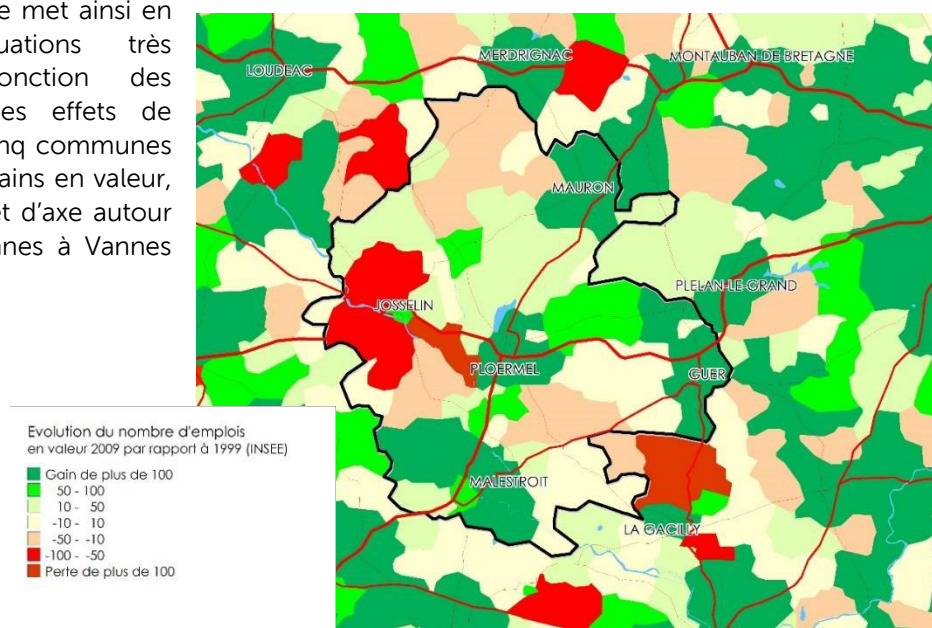 e met ainsi en
uations très
onction des
es effets de
nq communes
ains en valeur,
et d'axe autour
nnes à Vannes
LOUDEAC
MERDRIGNAC
MONTAUBAN-DE-BRETAGNE
MAURON
PLELAN-LE-GRAND
JOSSELIN
PLOERMEL
GUER
MALESTROIT
LA GACILLY
Evolution du nombre d'emplois
en valeur 2009 par rapport à 1999 (INSEE)
Gain de plus de 100
50 - 100
10 - 50
-10 - 10
-50 - -10
-100 - -50
Perte de plus de 100